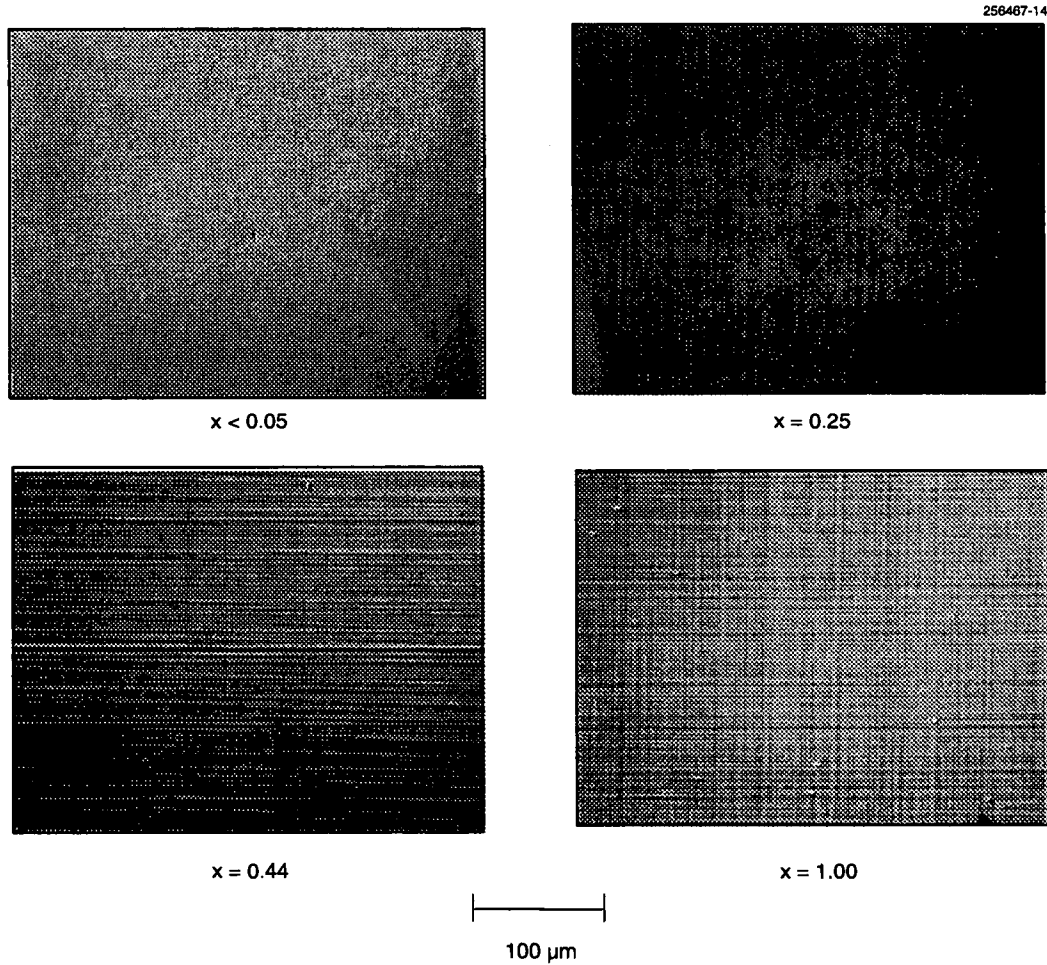 256467-14
x < 0.05
x = 0.25
x = 0.44
x = 1.00
100 μm